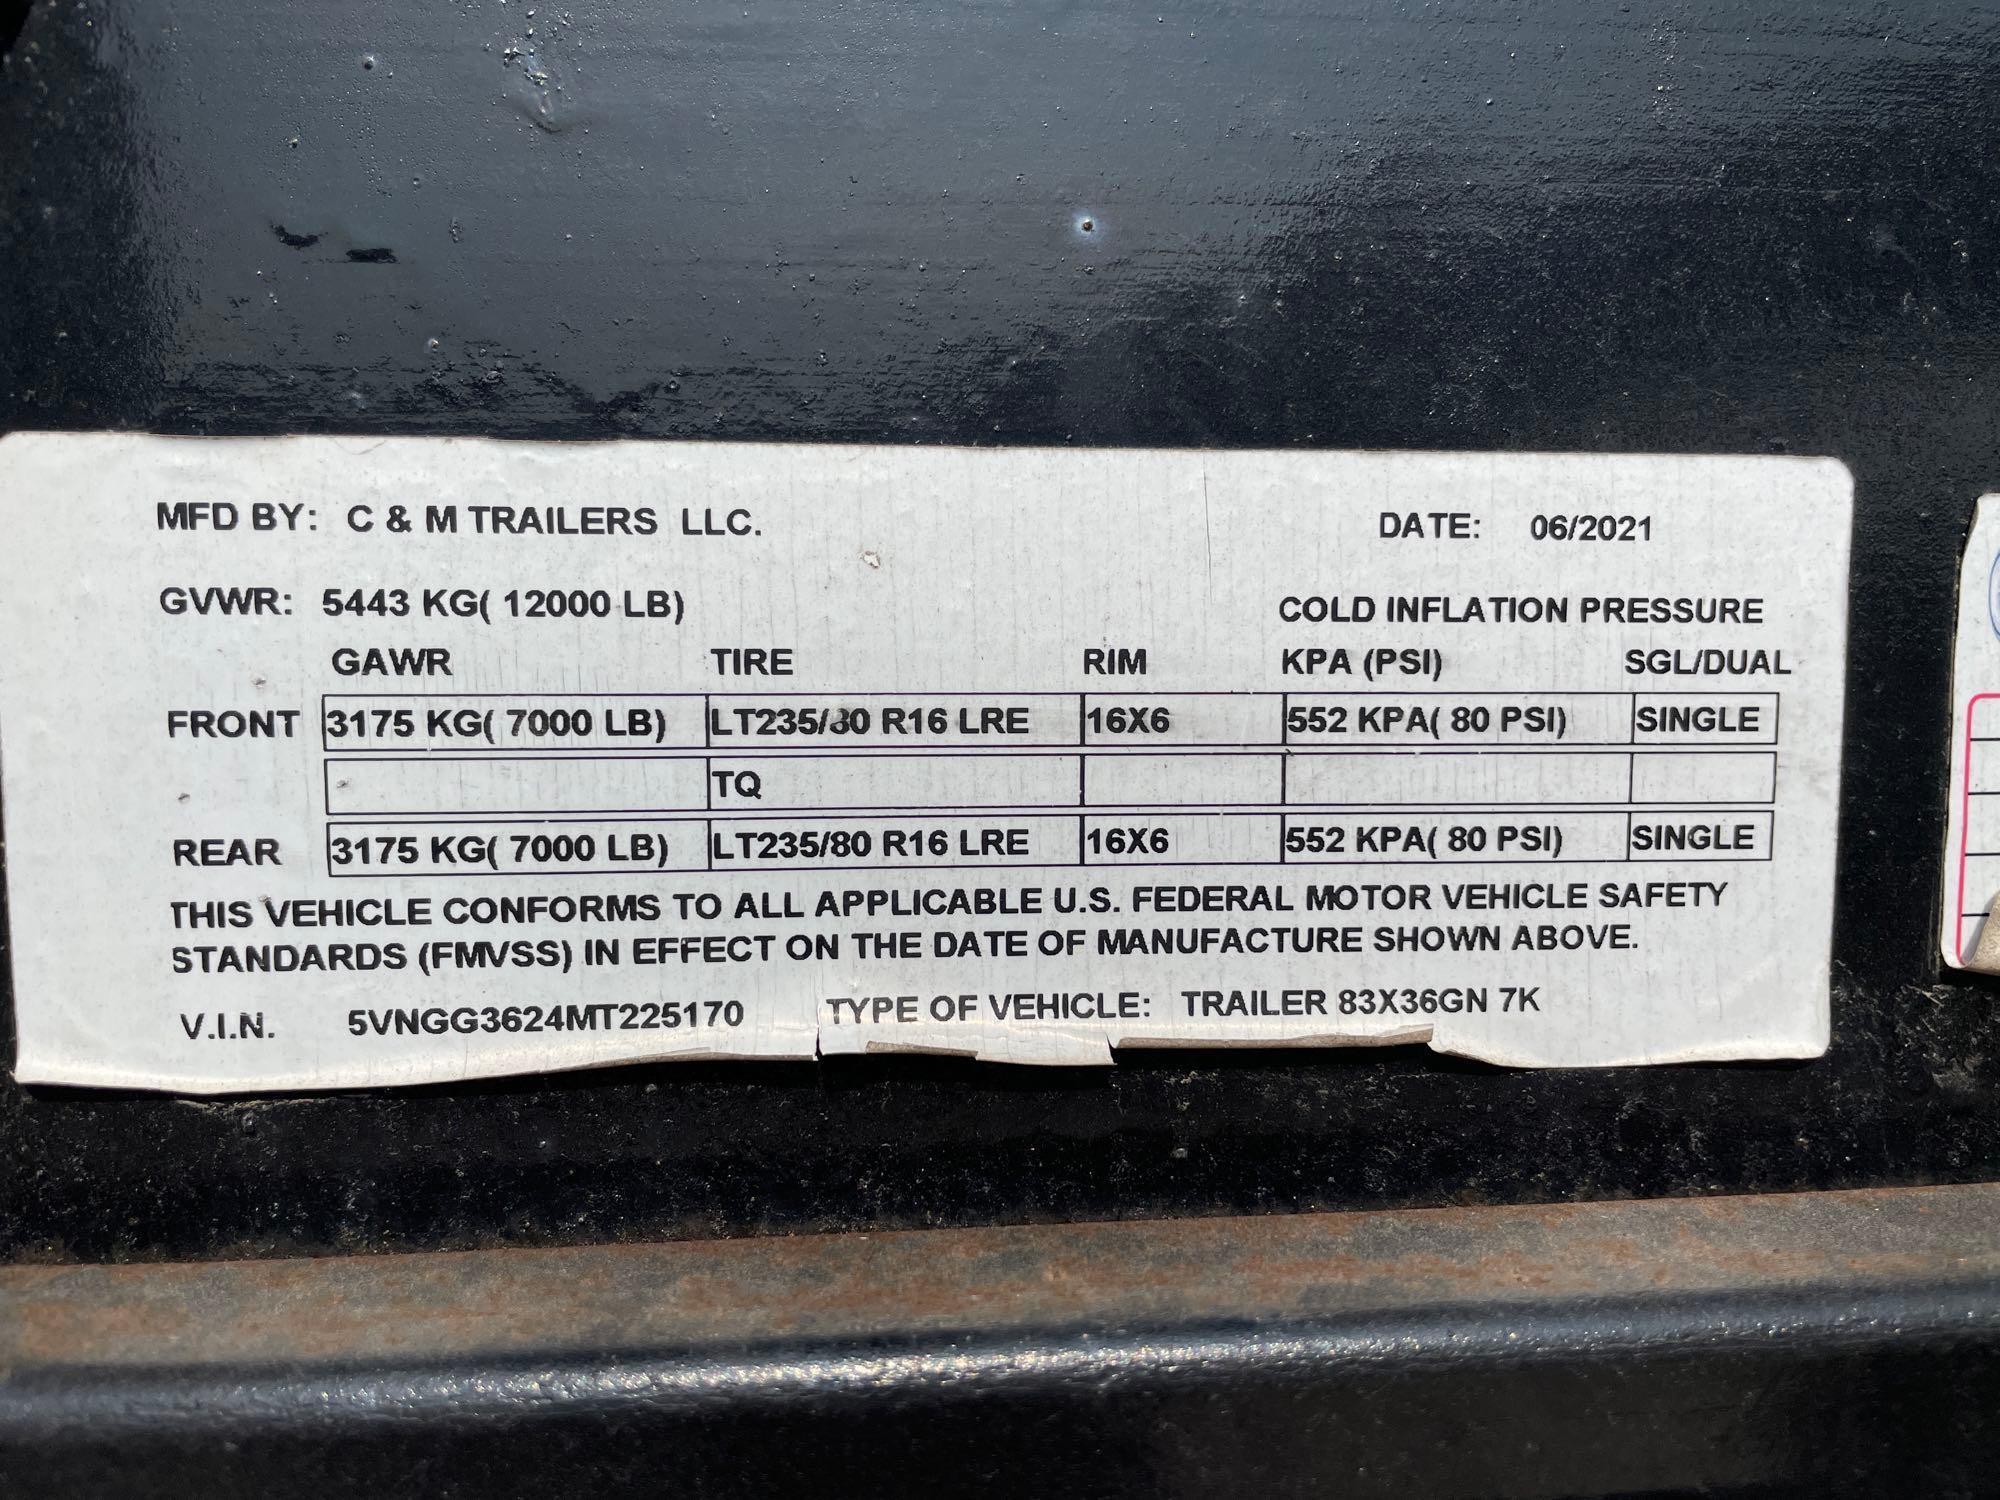 MFD BY: C & M TRAILERS LLC. DATE: 06/2021
GVWR: 5443 KG( 12000 LB) COLD INFLATION PRESSURE
GAWR TIRE RIM KPA (PSI) SGL/DUAL
FRONT 3175 KG( 7000 LB) LT235/80 R16 LRE 16X6 552 KPA( 80 PSI) SINGLE
TQ
REAR 3175 KG( 7000 LB) LT235/80 R16 LRE 16X6 552 KPA( 80 PSI) SINGLE
THIS VEHICLE CONFORMS TO ALL APPLICABLE U.S. FEDERAL MOTOR VEHICLE SAFETY
STANDARDS (FMVSS) IN EFFECT ON THE DATE OF MANUFACTURE SHOWN ABOVE.
V.I.N. 5VNGG3624MT225170 TYPE OF VEHICLE: TRAILER 83X36GN 7K